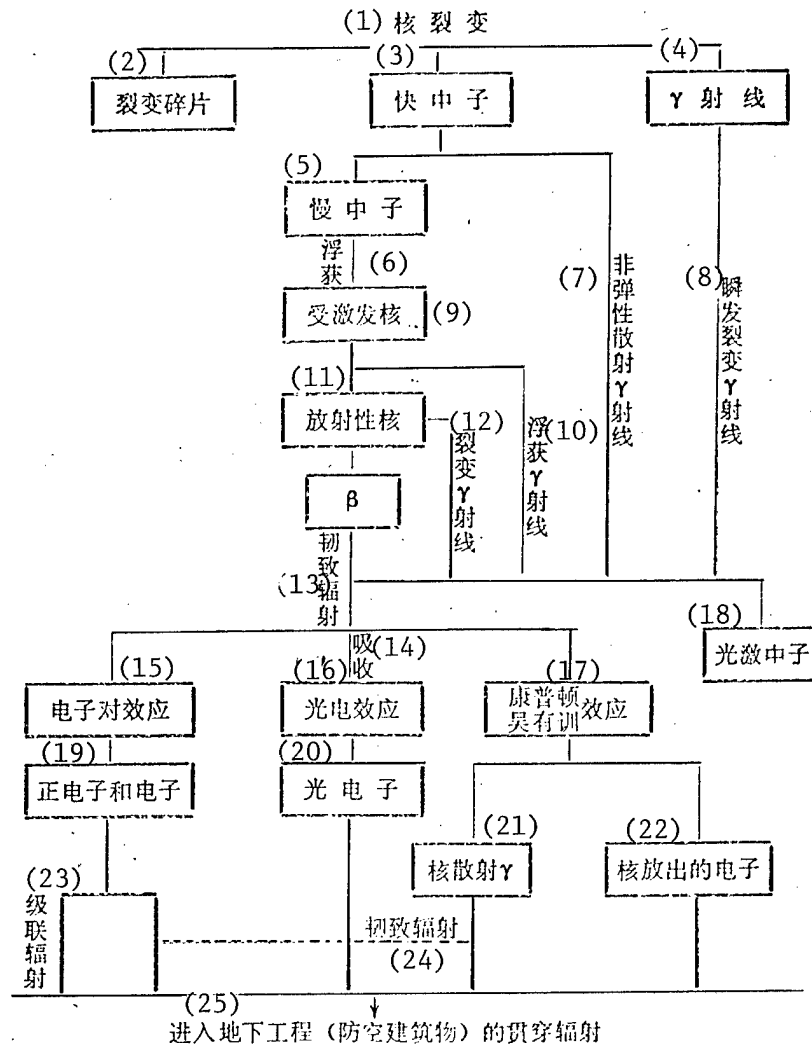 (1) 核裂变
(2)
裂变碎片
(3)
快中子
(4)
γ射线
(5)
慢中子
浮获
(6)
(7)
非弹性散射γ射线
(8)
瞬发裂变γ射线
受激发核
(9)
(10)
浮获γ射线
(11)
放射性核
(12)
裂变γ射线
β
韧致辐射
(13)
吸收
(14)
(15)
电子对效应
(16)
光电效应
(17)
康普顿
吴有训效应
(18)
光激中子
(19)
正电子和电子
(20)
光电子
(21)
核散射γ
(22)
核放出的电子
(23)
级联辐射
韧致辐射
(24)
(25)
进入地下工程（防空建筑物）的贯穿辐射